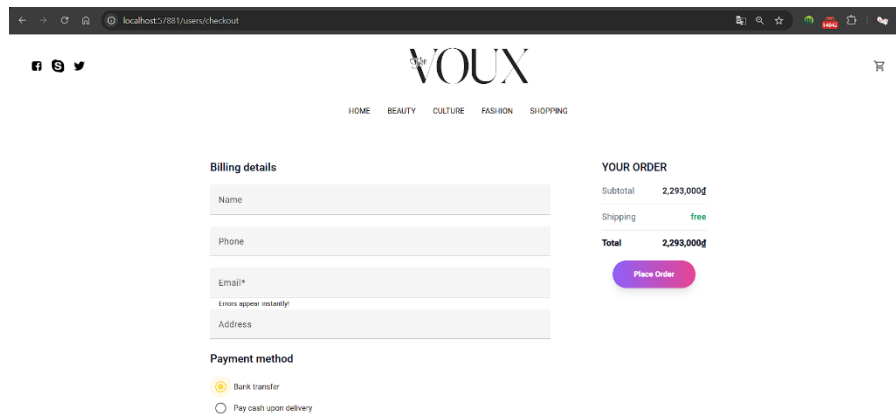 localhost:57881/users/checkout
The VOUX
HOME BEAUTY CULTURE FASHION SHOPPING
Billing details
Name
Phone
Email*
Errors appear instantly!
Address
Payment method
Bank transfer
Pay cash upon delivery
YOUR ORDER
Subtotal 2,293,000₫
Shipping free
Total 2,293,000₫
Place Order